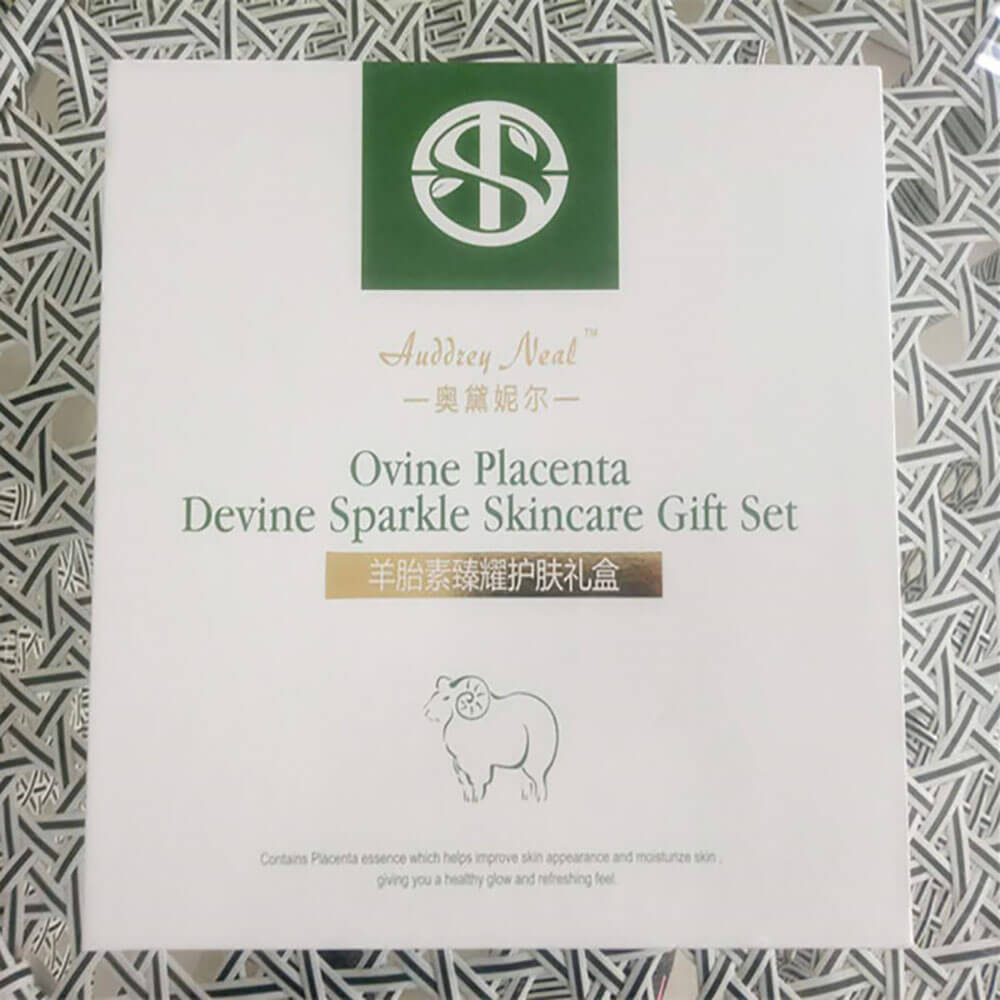 Auddrey Neal™
—奥黛妮尔—
Ovine Placenta
Devine Sparkle Skincare Gift Set
羊胎素臻耀护肤礼盒
Contains Placenta essence which helps improve skin appearance and moisturize skin ,
giving you a healthy glow and refreshing feel.